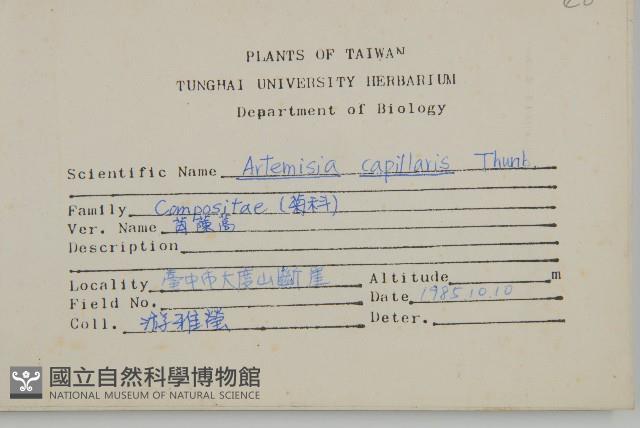 PLANTS OF TAIWAN
TUNGHAI UNIVERSITY HERBARIUM
Department of Biology
Scientific Name Artemisia capillaris Thunb.
Family Compositae (菊科)
Ver. Name 茵陳蒿
Description
Locality 臺中市大度山斷崖 Altitude m
Field No. Date 1985.10.10
Coll. 游雅瑩 Deter.
國立自然科學博物館
NATIONAL MUSEUM OF NATURAL SCIENCE